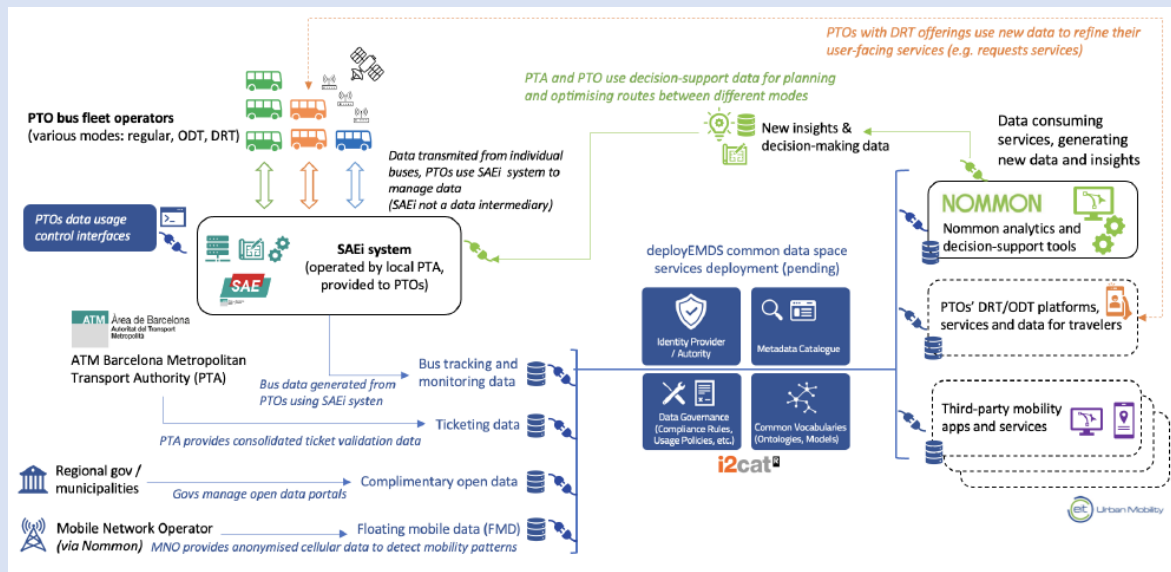 PTOs with DRT offerings use new data to refine their
user-facing services (e.g. requests services)
PTA and PTO use decision-support data for planning
and optimising routes between different modes
PTO bus fleet operators
(various modes: regular, ODT, DRT)
New insights &
decision-making data
Data consuming
services, generating
new data and insights
Data transmited from individual
buses, PTOs use SAEi system to
manage data
(SAEi not a data intermediary)
PTOs data usage
control interfaces
SAEi system
(operated by local PTA,
provided to PTOs)
SAE
NOMMON
Nommon analytics and
decision-support tools
deployEMDS common data space
services deployment (pending)
Identity Provider
/ Autority
Metadata Catalogue
Data Governance
(Compliance Rules,
Usage Policies, etc.)
Common Vocabularies
(Ontologies, Models)
i2cat
PTOs' DRT/ODT platforms,
services and data for travelers
Third-party mobility
apps and services
ATM
Àrea de Barcelona
Autoritat del Transport
Metropolità
ATM Barcelona Metropolitan
Transport Authority (PTA)
Bus tracking and
monitoring data
Bus data generated from
PTOs using SAEi systen
Ticketing data
PTA provides consolidated ticket validation data
Regional gov /
municipalities
Complimentary open data
Govs manage open data portals
Mobile Network Operator
(via Nommon)
Floating mobile data (FMD)
MNO provides anonymised cellular data to detect mobility patterns
eit Urban Mobility